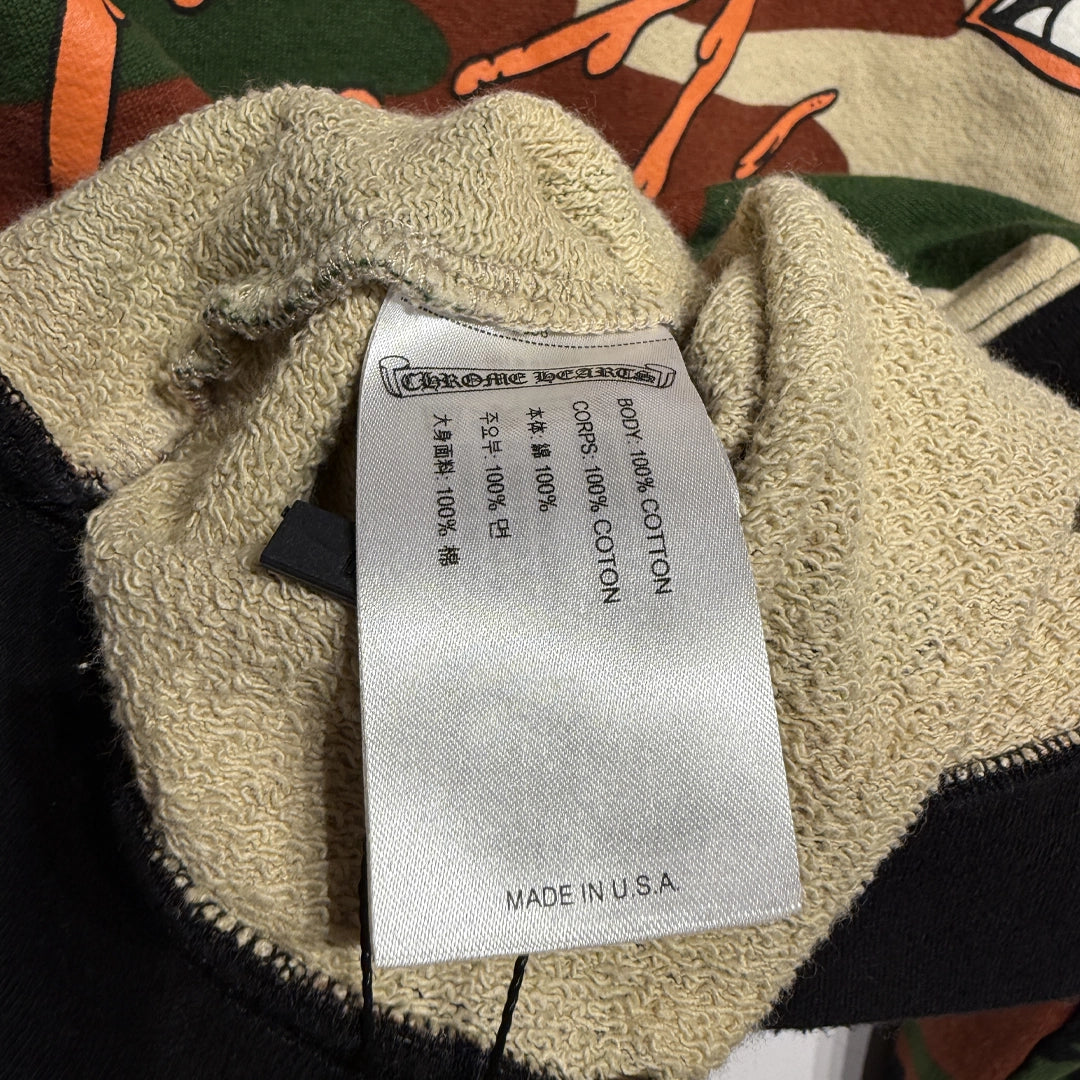 CHROME HEARTS
BODY: 100% COTTON
CORPS: 100% COTON
本体: 綿 100%
주요부: 100% 면
大身面料: 100% 棉
MADE IN U.S.A.